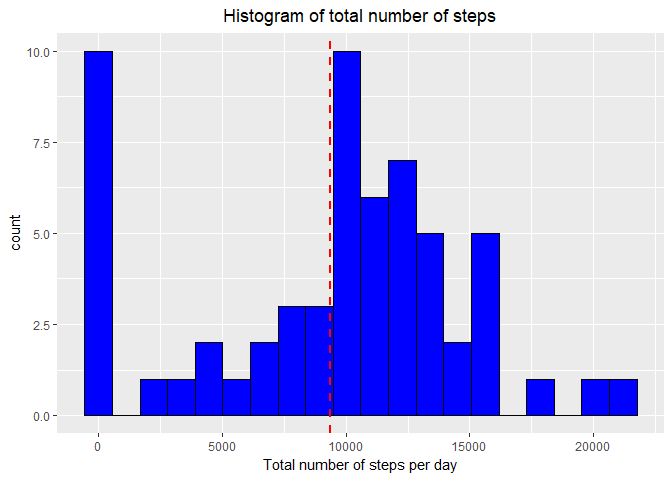 Histogram of total number of steps
10.0
7.5
5.0
2.5
0.0
count
0 5000 10000 15000 20000
Total number of steps per day